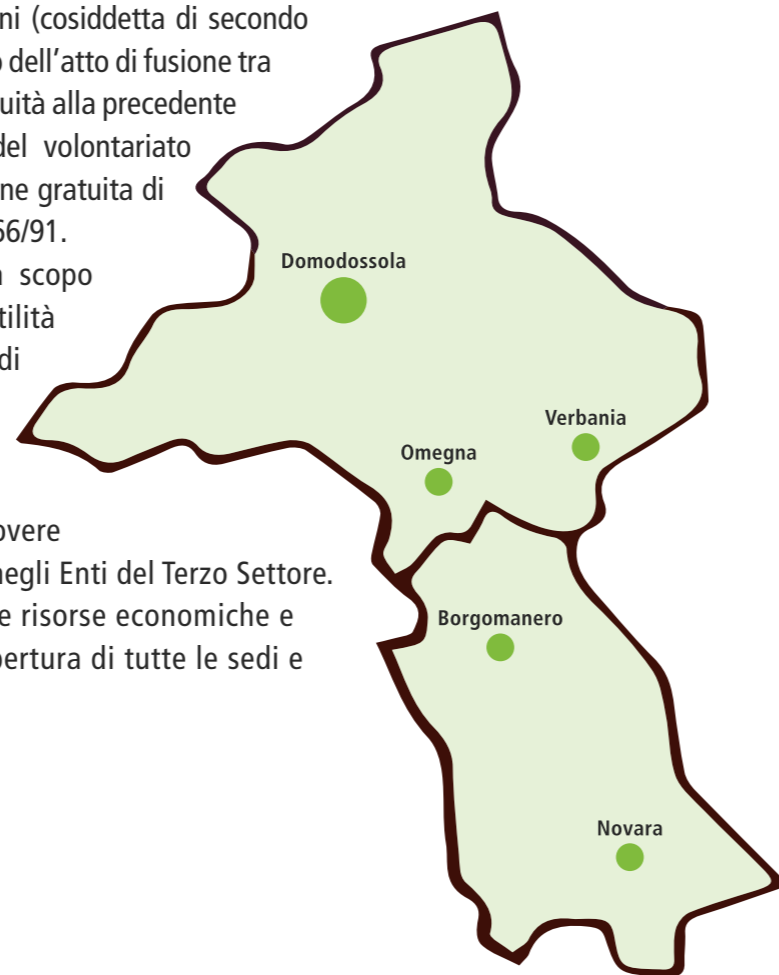 ni (cosiddetta di secondo
o dell'atto di fusione tra
uità alla precedente
del volontariato
ne gratuita di
66/91.
scopo
tilità
di
overe
negli Enti del Terzo Settore.
e risorse economiche e
pertura di tutte le sedi e
Domodossola
Verbania
Omegna
Borgomanero
Novara